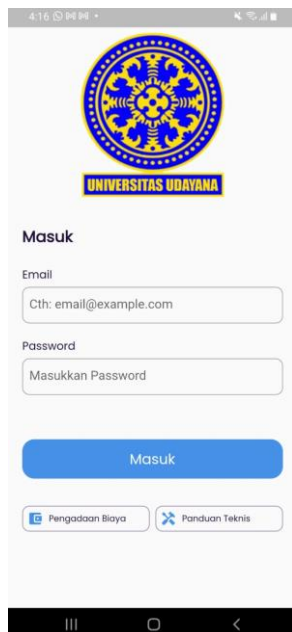 4:16
UNIVERSITAS UDAYANA
Masuk
Email
Cth: email@example.com
Password
Masukkan Password
Masuk
Pengadaan Biaya
Panduan Teknis